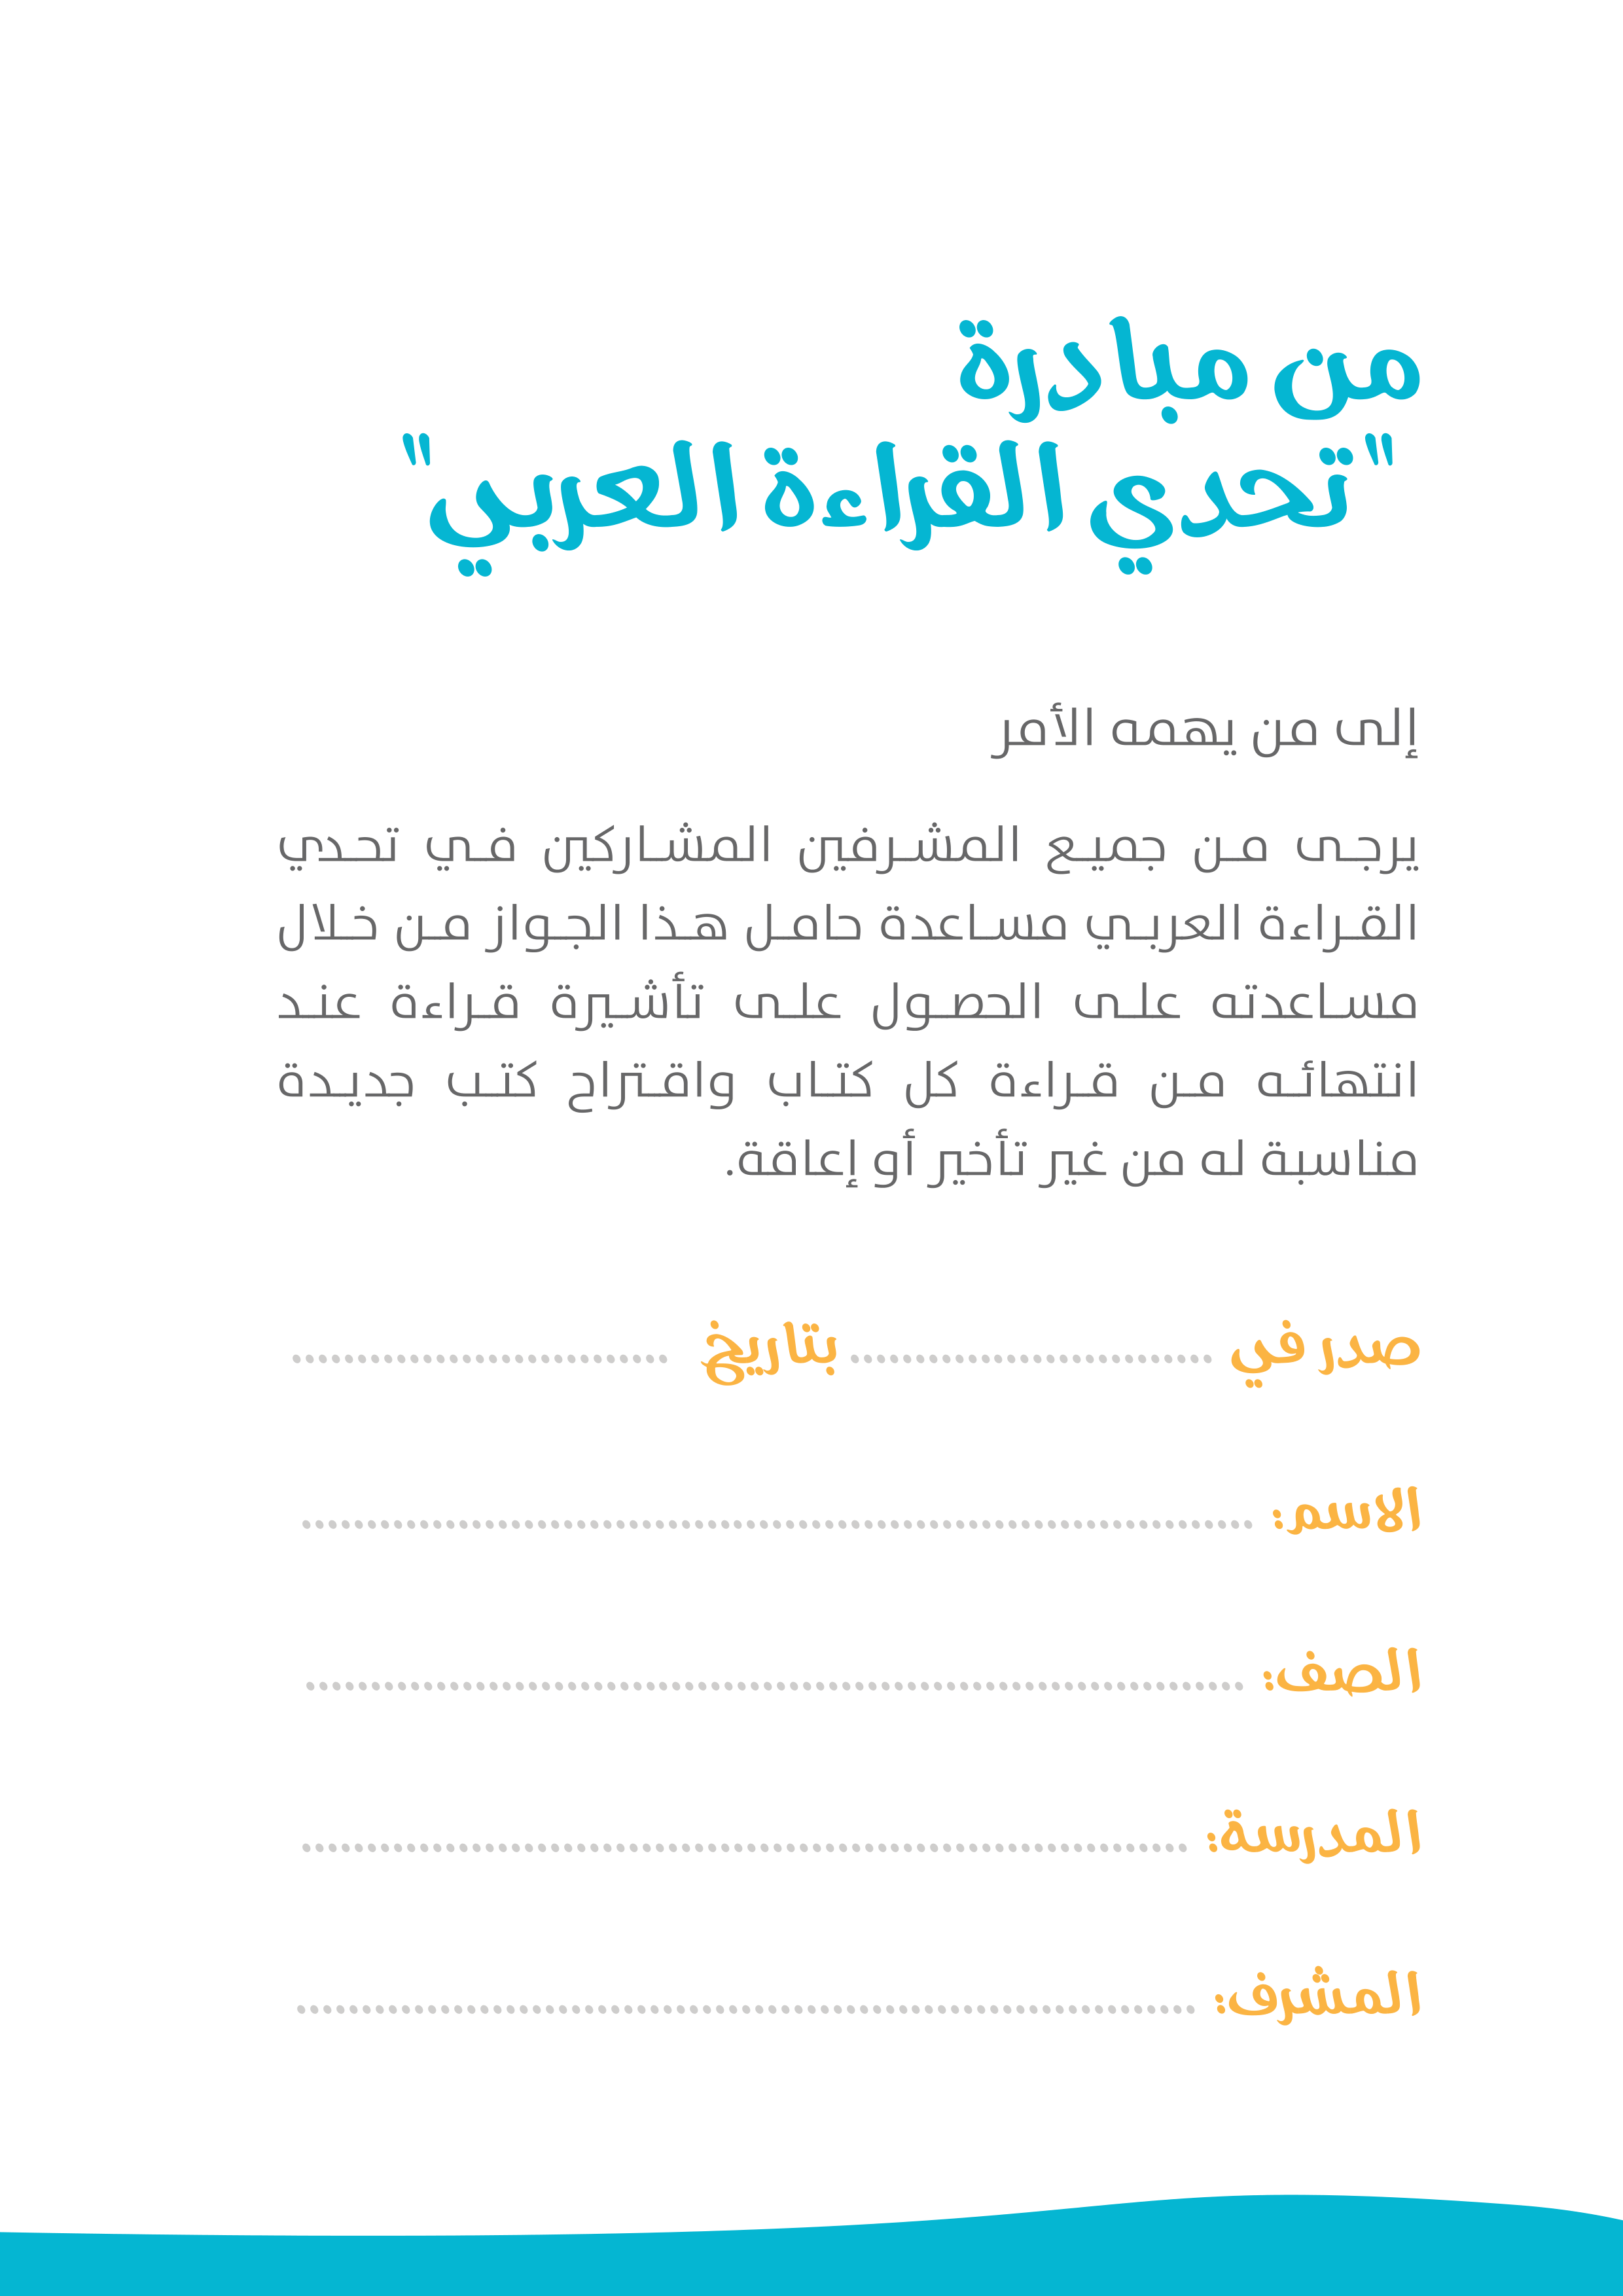 من مبادرة
"تحدي القراءة العربي"
إلى من يهمه الأمر
يرجى من جميع المشرفين المشاركين في تحدي
القراءة العربي مساعدة حامل هذا الجواز من خلال
مساعدته على الصول على تأشيرة قراءة عند
انتهائه من قراءة كل كتاب واقتراح كتب جديدة
مناسبة له من غير تأخير أو إعاقة.
صدر في ........................... بتاريخ ............................
الاسم: ........................................................................
الصف: ........................................................................
المدرسة: ....................................................................
المشرف: .....................................................................